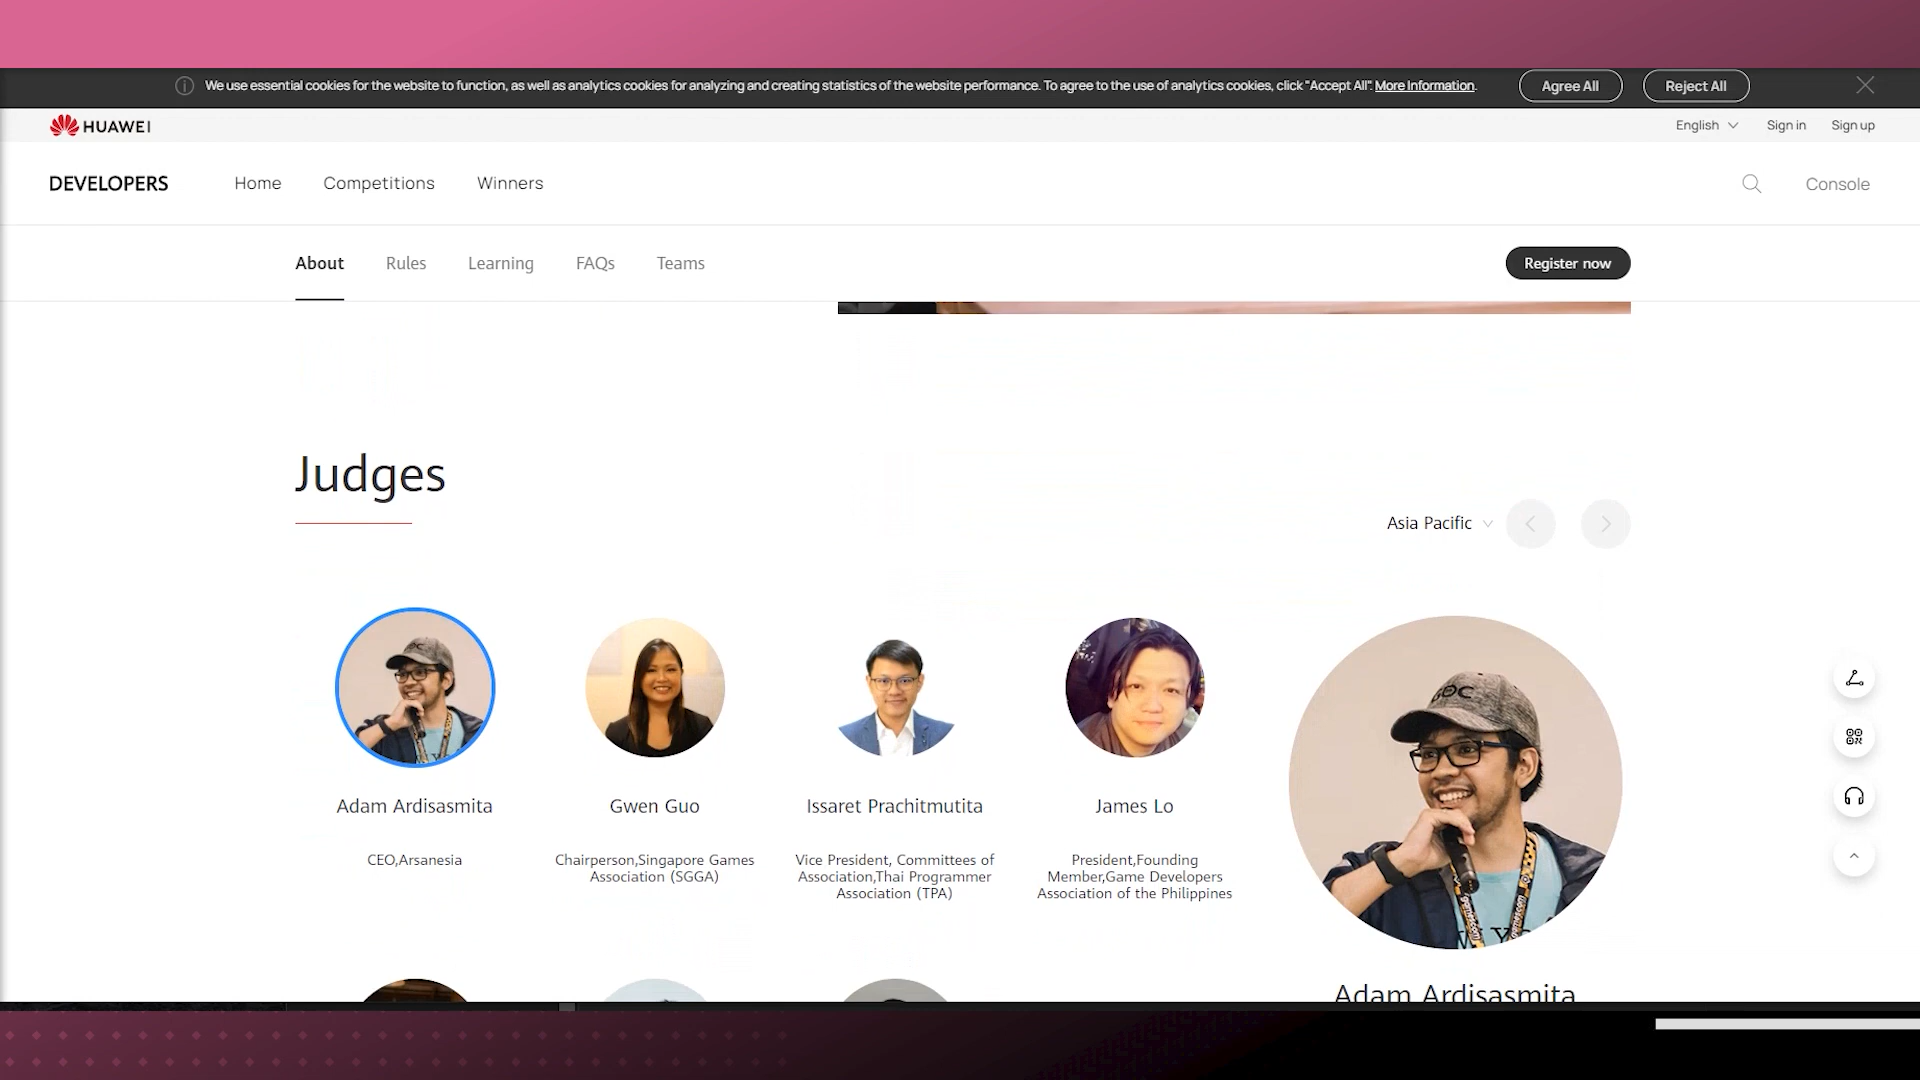 We use essential cookies for the website to function, as well as analytics cookies for analyzing and creating statistics of the website performance. To agree to the use of analytics cookies, click "Accept All". More Information.
Agree All
Reject All
HUAWEI
English
Sign in
Sign up
DEVELOPERS
Home
Competitions
Winners
Console
About
Rules
Learning
FAQs
Teams
Register now
Judges
Asia Pacific
Adam Ardisasmita
Gwen Guo
Issaret Prachitmutita
James Lo
CEO,Arsanesia
Chairperson,Singapore Games
Association (SGGA)
Vice President, Committees of
Association,Thai Programmer
Association (TPA)
President,Founding
Member,Game Developers
Association of the Philippines
Adam Ardisasmita